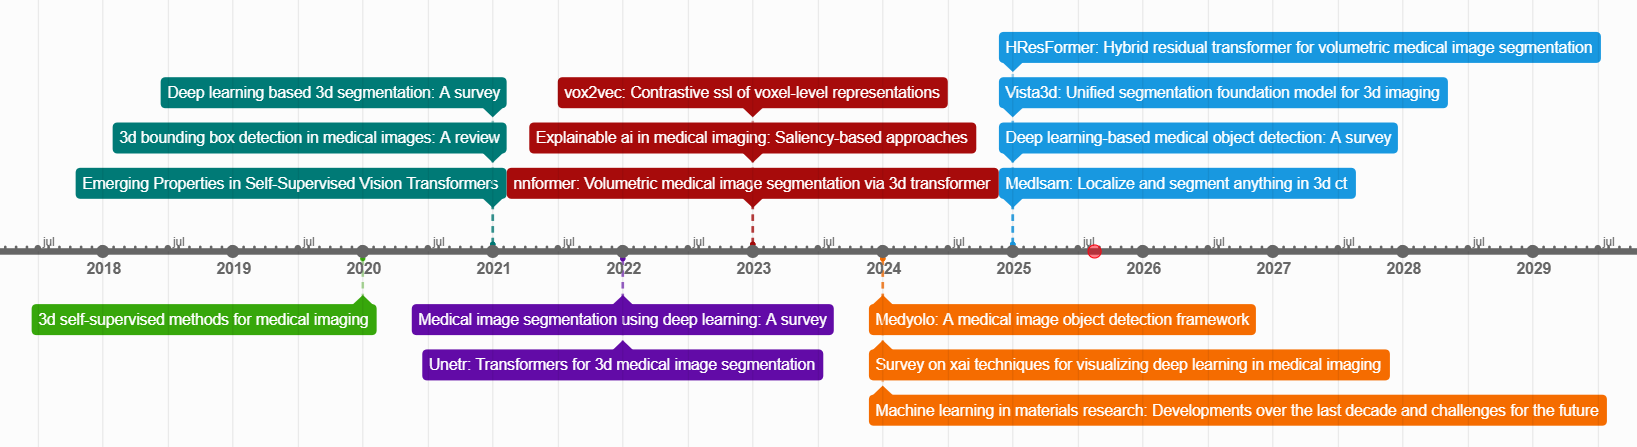 HResFormer: Hybrid residual transformer for volumetric medical image segmentation
Deep learning based 3d segmentation: A survey
vox2vec: Contrastive ssl of voxel-level representations
Vista3d: Unified segmentation foundation model for 3d imaging
3d bounding box detection in medical images: A review
Explainable ai in medical imaging: Saliency-based approaches
Deep learning-based medical object detection: A survey
Emerging Properties in Self-Supervised Vision Transformers
nnformer: Volumetric medical image segmentation via 3d transformer
Medlsam: Localize and segment anything in 3d ct
jul jul jul jul jul jul jul jul jul jul jul jul jul
2018 2019 2020 2021 2022 2023 2024 2025 2026 2027 2028 2029
3d self-supervised methods for medical imaging
Medical image segmentation using deep learning: A survey
Medyolo: A medical image object detection framework
Unetr: Transformers for 3d medical image segmentation
Survey on xai techniques for visualizing deep learning in medical imaging
Machine learning in materials research: Developments over the last decade and challenges for the future